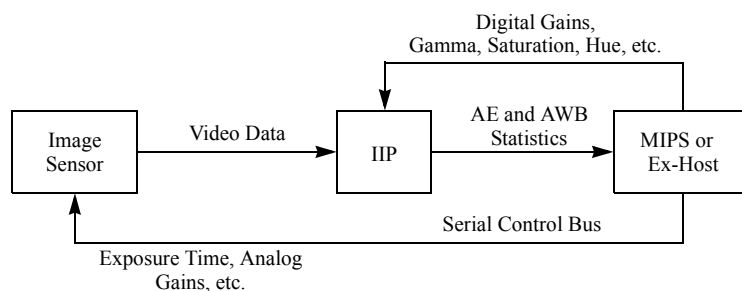 Digital Gains,
Gamma, Saturation, Hue, etc.
Image
Sensor
Video Data
IIP
AE and AWB
Statistics
MIPS or
Ex-Host
Serial Control Bus
Exposure Time, Analog
Gains, etc.